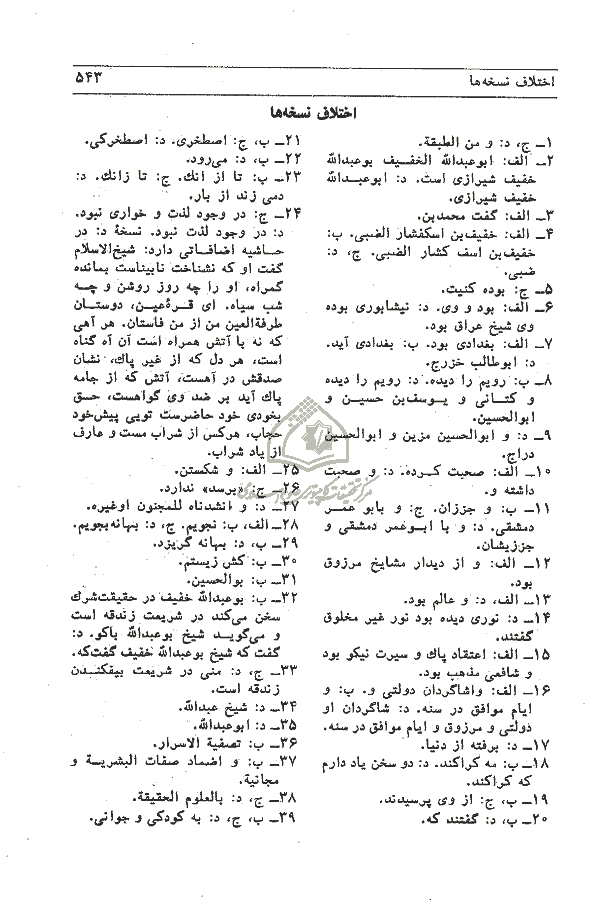 اختلاف نسخه‌ها ۵۴۳
اختلاف نسخه‌ها
۱ـ ج، د: و من الطبقة.
۲ـ الف: ابوعبدالله الخفیف بوعبدالله
خفیف شیرازی است. د: ابوعبدالله
خفیف شیرازی.
۳ـ الف: گفت محمدبن.
۴ـ الف: خفیف‌بن اسکفشار الضبی. ب:
خفیف‌بن اسف کشار الضبی. ج، د:
ضبی.
۵ـ ج: بوده کنیت.
۶ـ الف: بود و وی. د: نیشابوری بوده
وی شیخ عراق بود.
۷ـ الف: بغدادی بود. ب: بغدادی آید.
د: ابوطالب خزرج.
۸ـ ب: رویم را دیده. د: رویم را دیده
و کتانی و یوسف‌بن حسین و
ابوالحسین.
۹ـ د: و ابوالحسین مزین و ابوالحسین
دراج.
۱۰ـ الف: صحبت کرده. د: و صحبت
داشته و.
۱۱ـ ب: و جززان. ج: و بابو عمر
دمشقی. د: و با ابوعمر دمشقی و
جززیشان.
۱۲ـ الف: و از دیدار مشایخ مرزوق
بود.
۱۳ـ الف، د: و عالم بود.
۱۴ـ د: نوری دیده بود نور غیر مخلوق
گفتند.
۱۵ـ الف: اعتقاد پاك و سیرت نیکو بود
و شافعی مذهب بود.
۱۶ـ الف: واشاگردان دولتی و. ب: و
ایام موافق در سنه. د: شاگردان او
دولتی و مرزوق و ایام موافق در سنه.
۱۷ـ د: برفته از دنیا.
۱۸ـ ب: مه کراکند. د: دو سخن یاد دارم
که کراکند.
۱۹ـ ب، ج: از وی پرسیدند.
۲۰ـ ب، د: گفتند که.
۲۱ـ ب، ج: اصطخری. د: اصطخرکی.
۲۲ـ ب، د: می‌رود.
۲۳ـ ب: تا از انك. ج: تا زانك. د:
دمی زند از بار.
۲۴ـ ج: در وجود لذت و خواری نبود.
د: در وجود لذت نبود. نسخهٔ د: در
حاشیه اضافاتی دارد: شیخ‌الاسلام
گفت او که نشناخت نابیناست بمانده
گمراه، او را چه روز روشن و چه
شب سیاه. ای قرةعین، دوستان
طرفةالعین من از من فاستان. هر آهی
که نه با آتش همراه است آن آه گناه
است، هر دل که از غیر پاك، نشان
صدقش در آهست، آتش که از جامه
پاك آید بر ضد وی گواهست، حق
بخودی خود حاضرست تویی پیش‌خود
حجاب، هرکس از شراب مست و عارف
از یاد شراب.
۲۵ـ الف: و شکستن.
۲۶ـ ج: «برسد» ندارد.
۲۷ـ د: و انشدناه للمجنون اوغیره.
۲۸ـ الف، ب: نجویم. ج، د: بنهانه‌بجویم.
۲۹ـ ب، د: بنهانه گریزد.
۳۰ـ ب: کش زیستم.
۳۱ـ ب: بوالحسین.
۳۲ـ ب: بوعبدالله خفیف در حقیقت‌شرك
سخن می‌کند در شریعت زندقه است
و می‌گویند شیخ بوعبدالله باکو. د:
گفت که شیخ بوعبدالله خفیف گفت‌که.
۳۳ـ ج، د: منی در شریعت بیفکندن
زندقه است.
۳۴ـ د: شیخ عبدالله.
۳۵ـ د: ابوعبدالله.
۳۶ـ ب: تصفیة الاسرار.
۳۷ـ ب: و اضماد صفات البشریة و
مجانیة.
۳۸ـ ج، د: بالعلوم الحقیقة.
۳۹ـ ب، ج، د: به کودکی و جوانی.